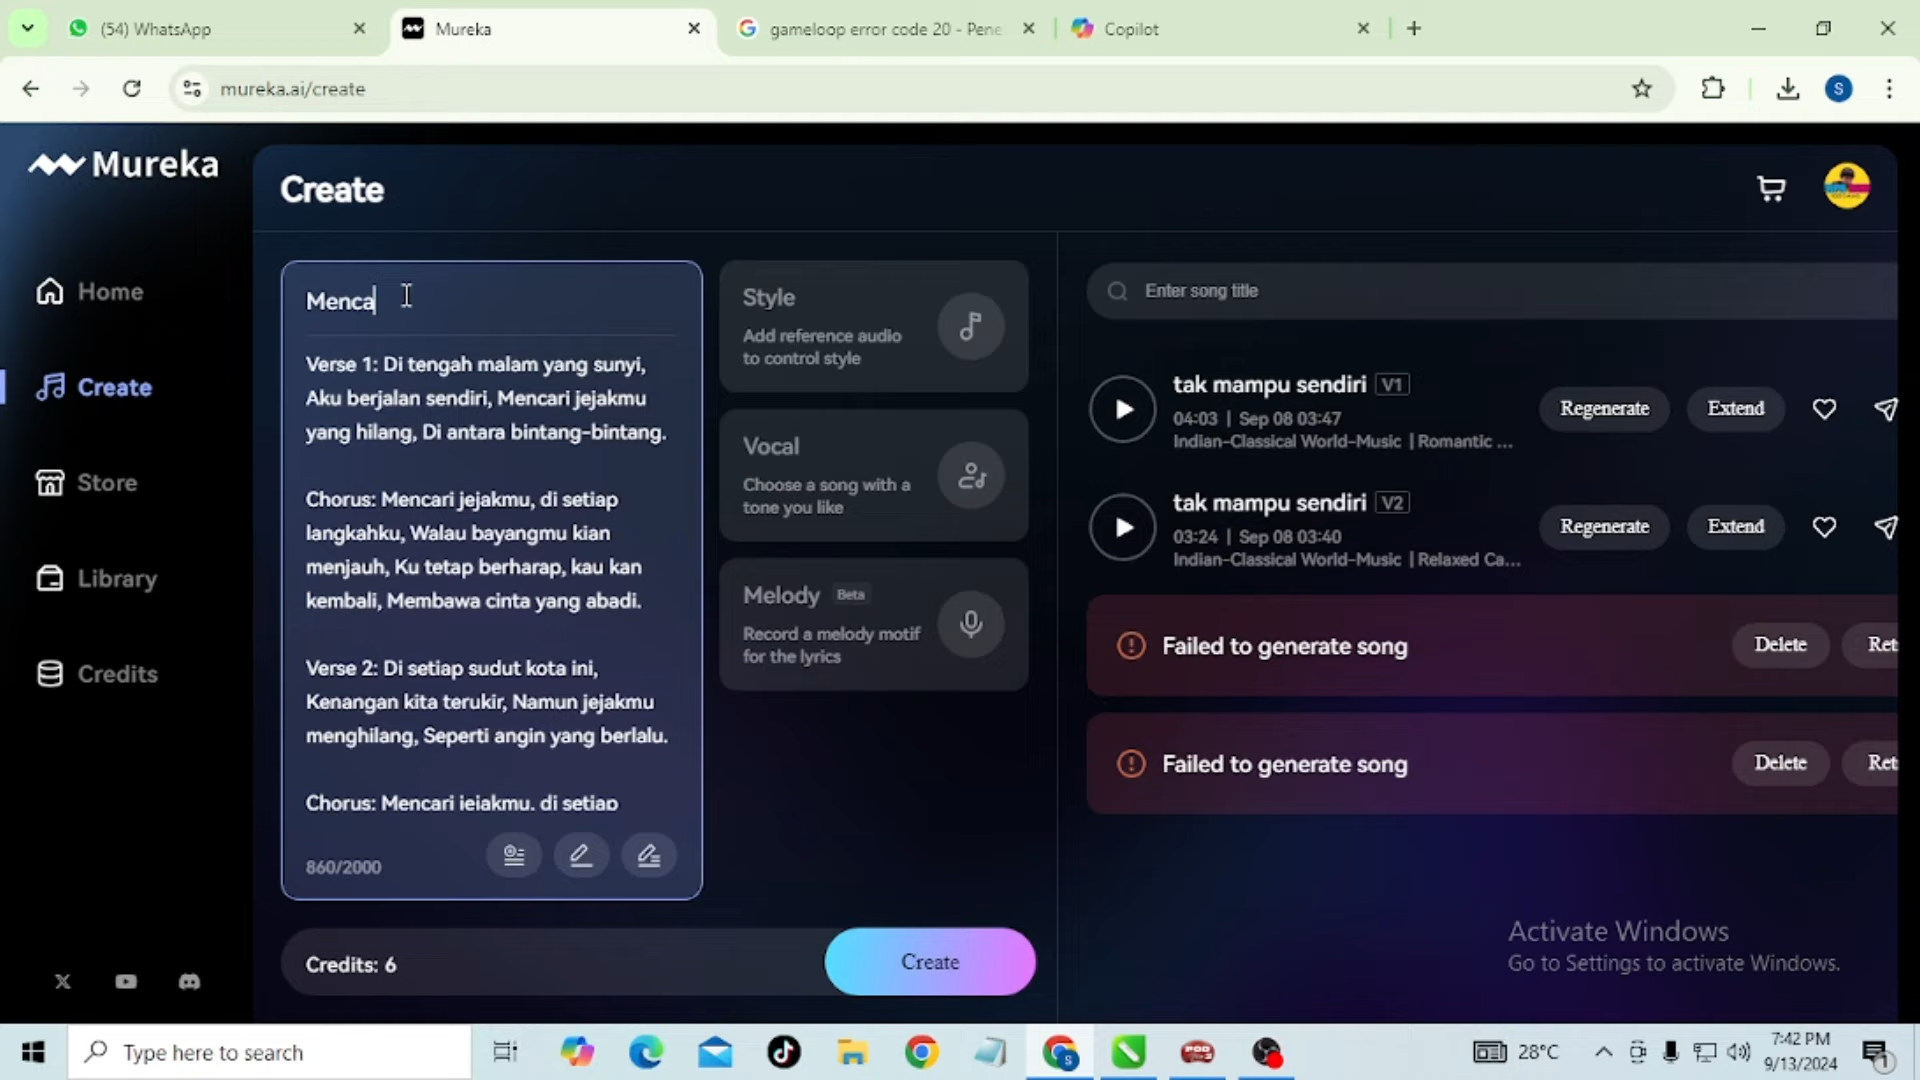 (54) WhatsApp
Mureka
gameloop error code 20 - Pene
Copilot
mureka.ai/create
S
Mureka
Home
Create
Store
Library
Credits
Create
Menca
Verse 1: Di tengah malam yang sunyi,
Aku berjalan sendiri, Mencari jejakmu
yang hilang, Di antara bintang-bintang.
Chorus: Mencari jejakmu, di setiap
langkahku, Walau bayangmu kian
menjauh, Ku tetap berharap, kau kan
kembali, Membawa cinta yang abadi.
Verse 2: Di setiap sudut kota ini,
Kenangan kita terukir, Namun jejakmu
menghilang, Seperti angin yang berlalu.
Chorus: Mencari jejakmu, di setiap
860/2000
Credits: 6
Create
Style
Add reference audio
to control style
Vocal
Choose a song with a
tone you like
Melody Beta
Record a melody motif
for the lyrics
Enter song title
tak mampu sendiri V1
04:03 | Sep 08 03:47
Indian-Classical World-Music | Romantic ...
Regenerate
Extend
tak mampu sendiri V2
03:24 | Sep 08 03:40
Indian-Classical World-Music | Relaxed Ca...
Regenerate
Extend
Failed to generate song
Delete
Ret
Failed to generate song
Delete
Ret
Activate Windows
Go to Settings to activate Windows.
Type here to search
28°C
7:42 PM
9/13/2024
1